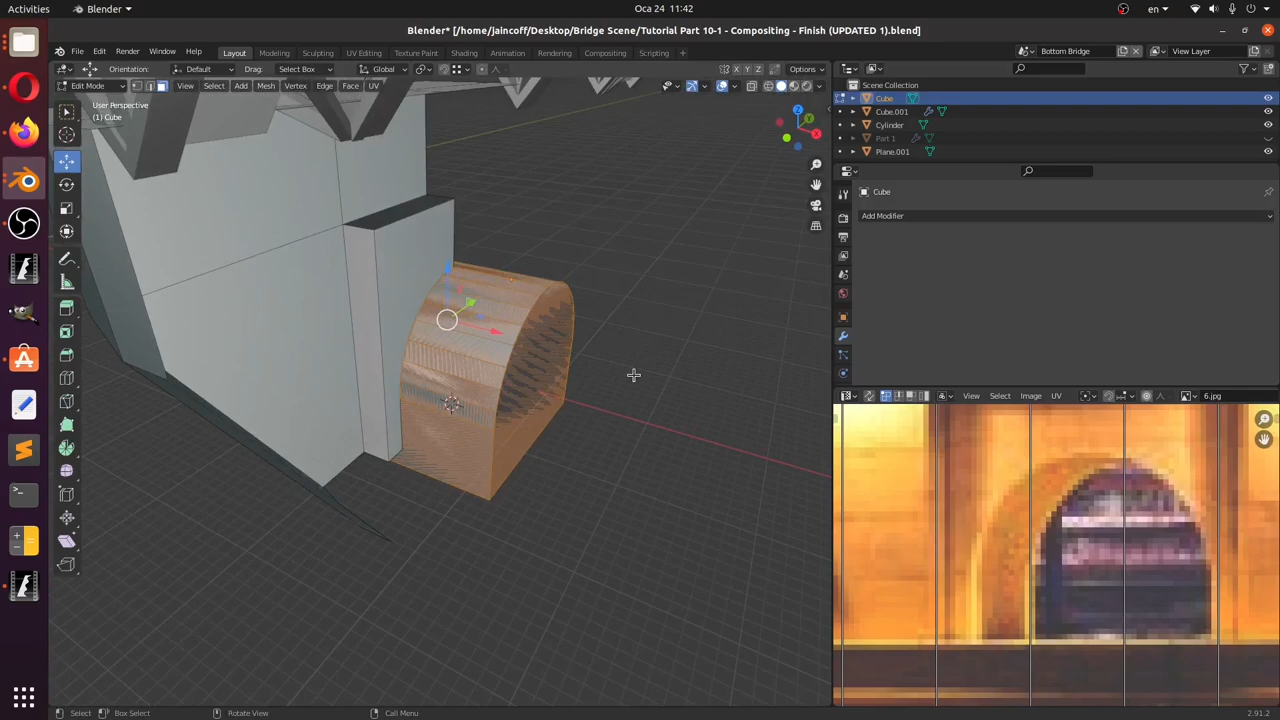 Activities
Blender
Oca 24 11:42
en
Blender* [/home/jaincoff/Desktop/Bridge Scene/Tutorial Part 10-1 - Compositing - Finish (UPDATED 1).blend]
File Edit Render Window Help
Layout Modeling Sculpting UV Editing Texture Paint Shading Animation Rendering Compositing Scripting
Bottom Bridge
View Layer
Orientation: Default Drag: Select Box Global
X Y Z Options
Edit Mode View Select Add Mesh Vertex Edge Face UV
User Perspective
(1) Cube
Z
Y
X
Scene Collection
Cube
Cube.001
Cylinder
Part 1
Plane.001
Cube
Add Modifier
View Select Image UV 6.jpg
Select Box Select Rotate View Call Menu
2.91.2